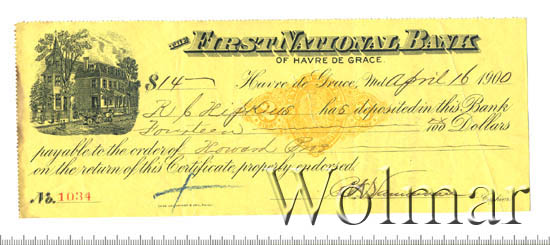 THE FIRST NATIONAL BANK
OF HAVRE DE GRACE.
$14 Havre de Grace, Md. April 16 1900
R has deposited in this Bank
Fourteen 100 Dollars
payable to the order of Howard
on the return of this Certificate properly endorsed.
No. 1034
Cashier.
Wolmar